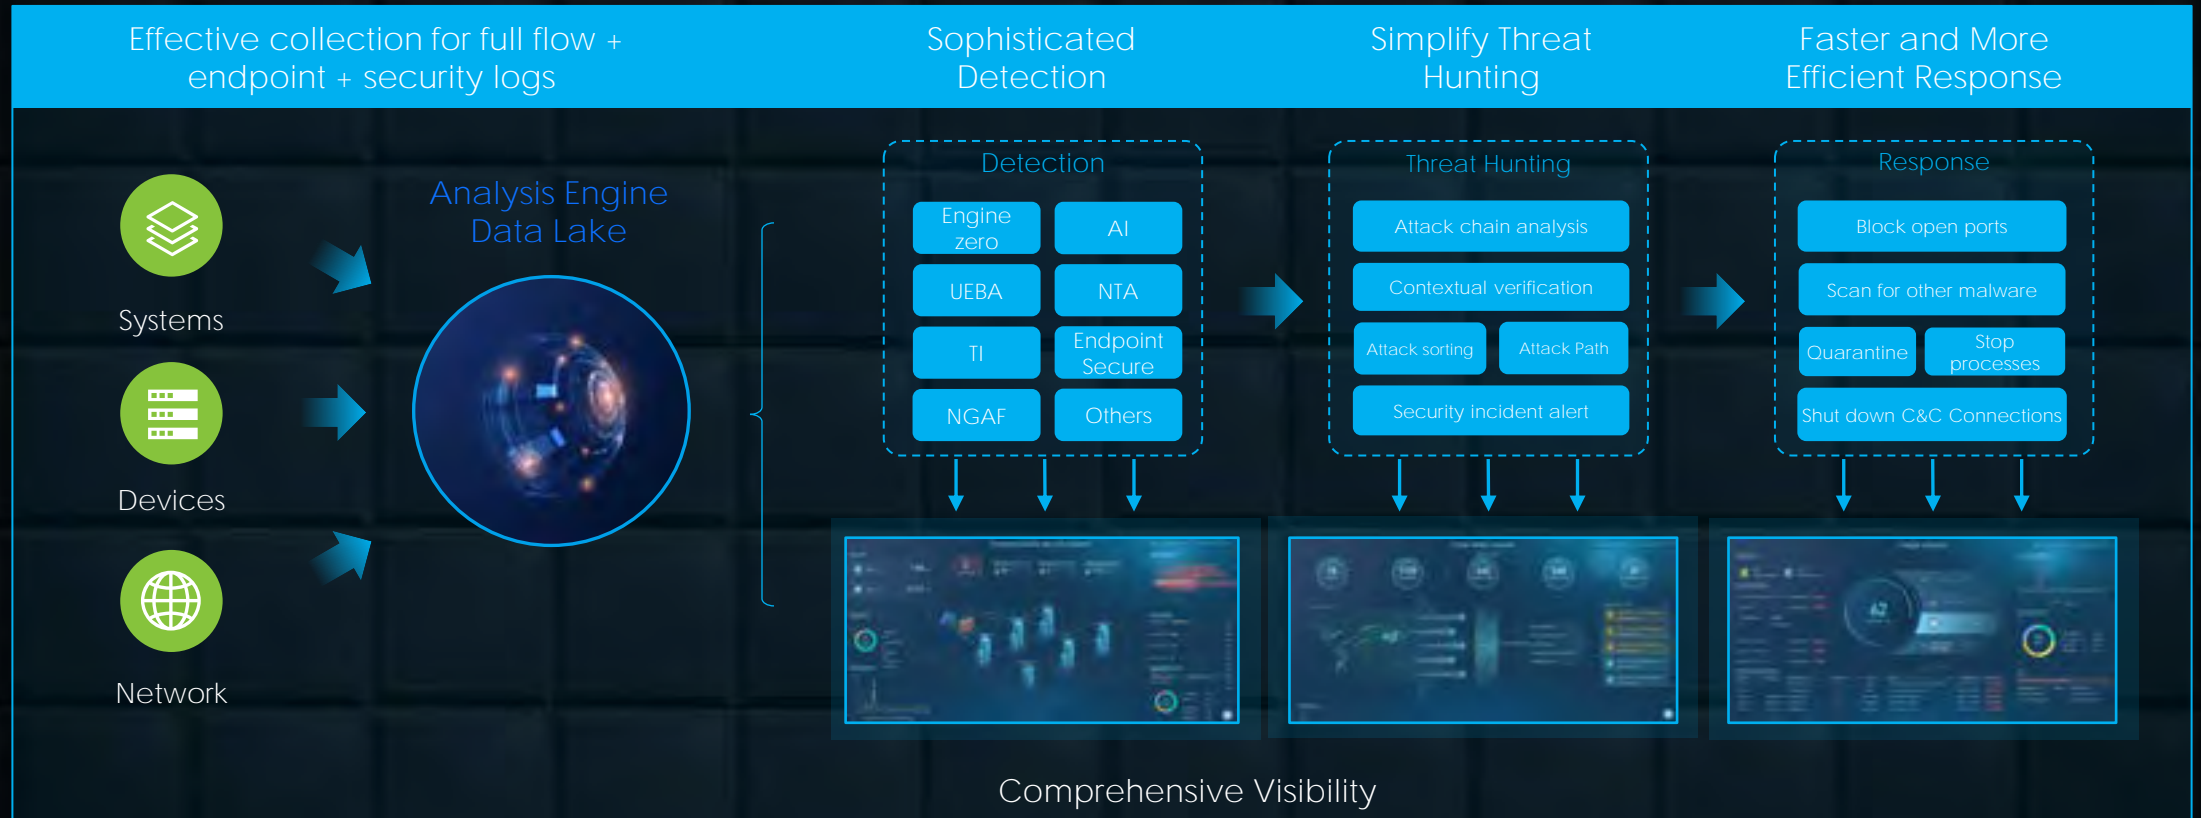 Effective collection for full flow +
endpoint + security logs
Sophisticated
Detection
Simplify Threat
Hunting
Faster and More
Efficient Response
Systems
Devices
Network
Analysis Engine
Data Lake
Detection
Engine
zero
AI
UEBA
NTA
TI
Endpoint
Secure
NGAF
Others
Threat Hunting
Attack chain analysis
Contextual verification
Attack sorting
Attack Path
Security incident alert
Response
Block open ports
Scan for other malware
Quarantine
Stop
processes
Shut down C&C Connections
62
Comprehensive Visibility